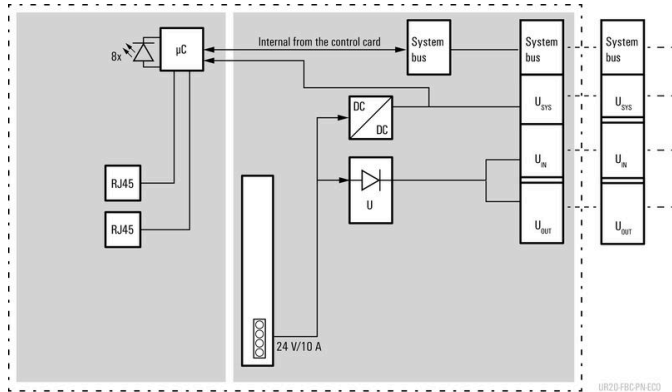 8x
µC
Internal from the control card
System
bus
System
bus
System
bus
DC
DC
USYS
USYS
UIN
UIN
U
RJ45
RJ45
UOUT
UOUT
24 V/10 A
UR20-FBC-PN-ECO